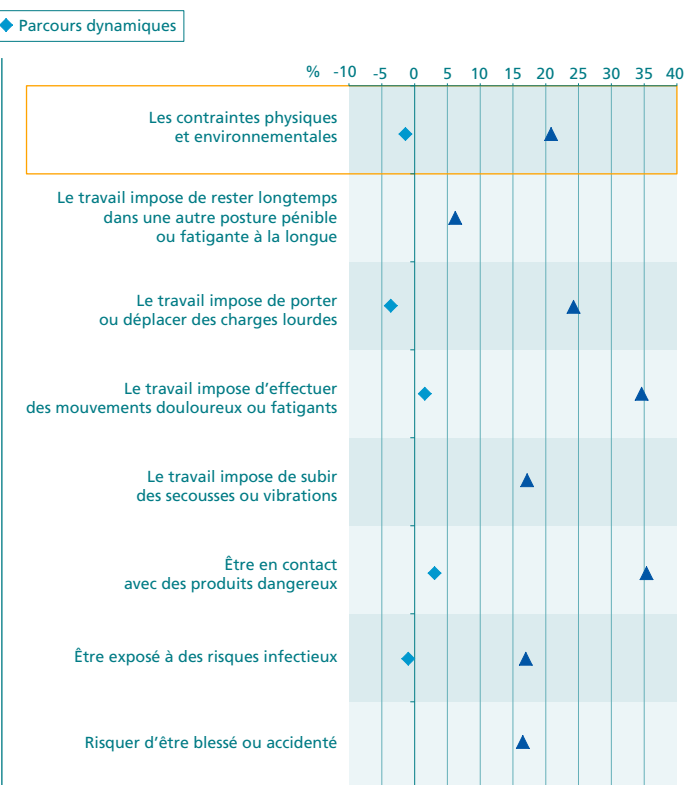 Parcours dynamiques
% -10 -5 0 5 10 15 20 25 30 35 40
Les contraintes physiques
et environnementales
Le travail impose de rester longtemps
dans une autre posture pénible
ou fatigante à la longue
Le travail impose de porter
ou déplacer des charges lourdes
Le travail impose d’effectuer
des mouvements douloureux ou fatigants
Le travail impose de subir
des secousses ou vibrations
Être en contact
avec des produits dangereux
Être exposé à des risques infectieux
Risquer d’être blessé ou accidenté